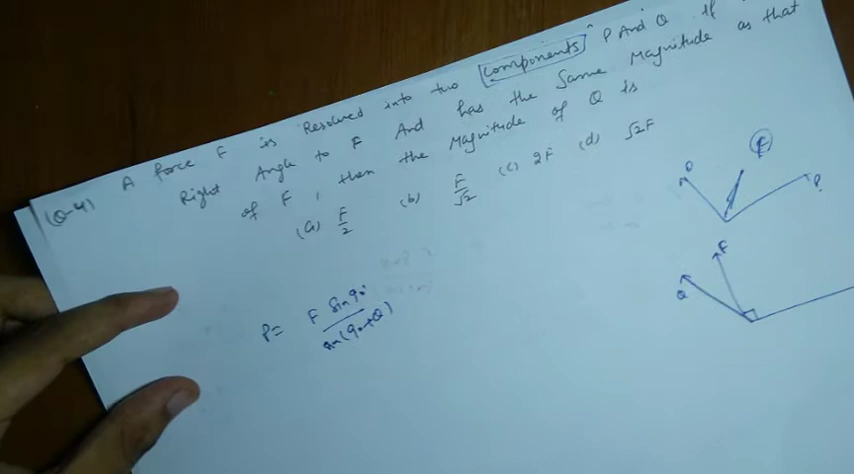 (Q-4) A force F is Resolved into two components P And Q If
Right Angle to F And has the Same Magnitude as that
of F, then the Magnitude of Q is
(a) F/2 (b) F/√2 (c) 2F (d) √2F
P = F sin90° / sin(90+θ)
Q F P
Q F